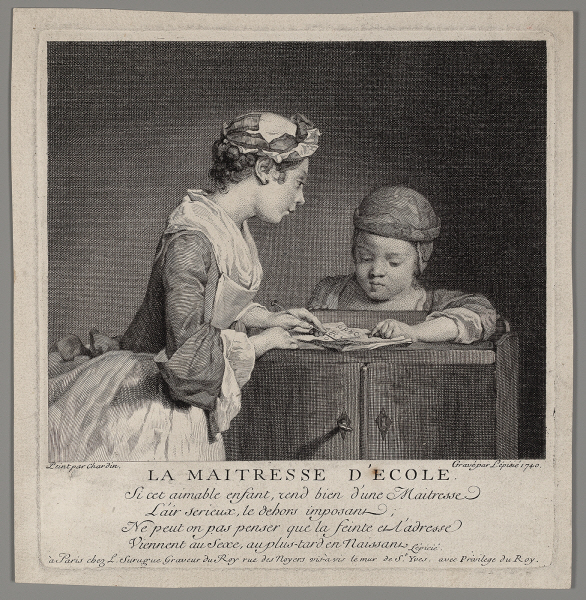 Peint par Chardin.
Gravé par Lépicié 1740.
LA MAITRESSE D'ECOLE.
Si cet aimable enfant, rend bien d'une Maitresse
L'air serieux, le dehors imposant;
Ne peut on pas penser que la feinte et l'adresse
Viennent au Sexe, au plus-tard en Naissant
Lépicié
à Paris chez L. Surugue Graveur du Roy rue des Noyers vis-à-vis le mur de St. Yves, avec Privilege du Roy.